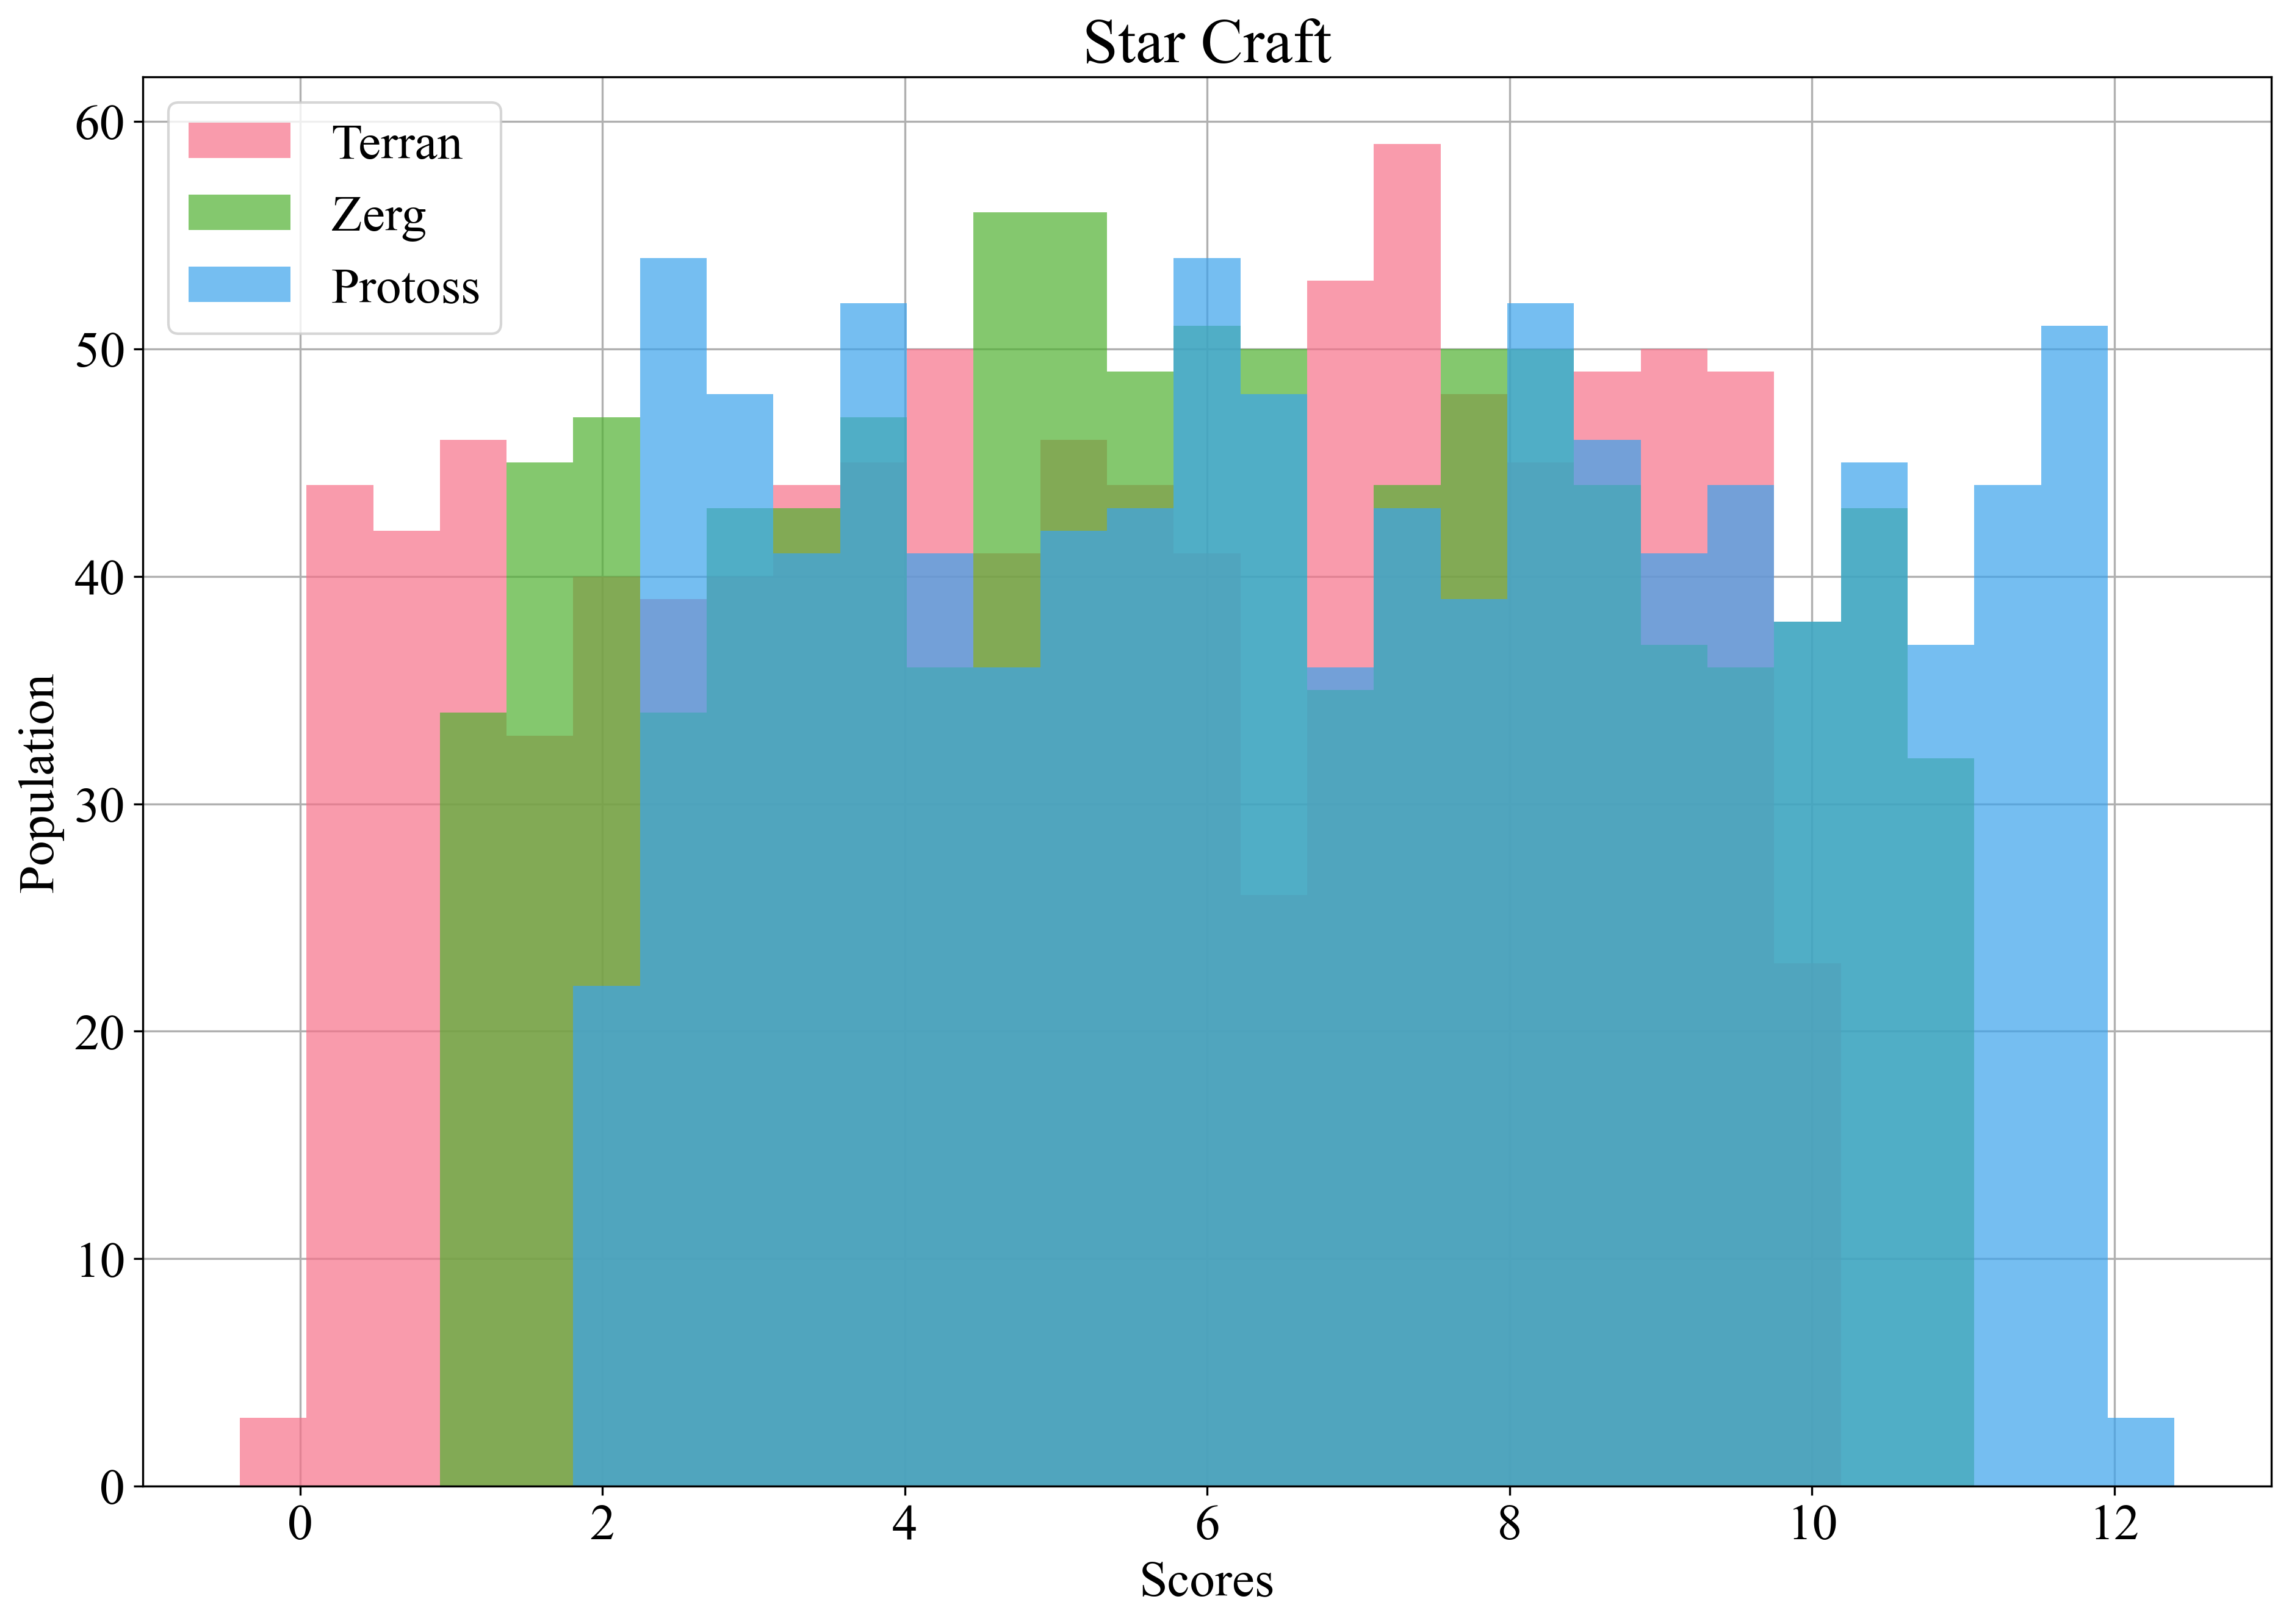 Star Craft
Terran
Zerg
Protoss
Population
60
50
40
30
20
10
0
0 2 4 6 8 10 12
Scores